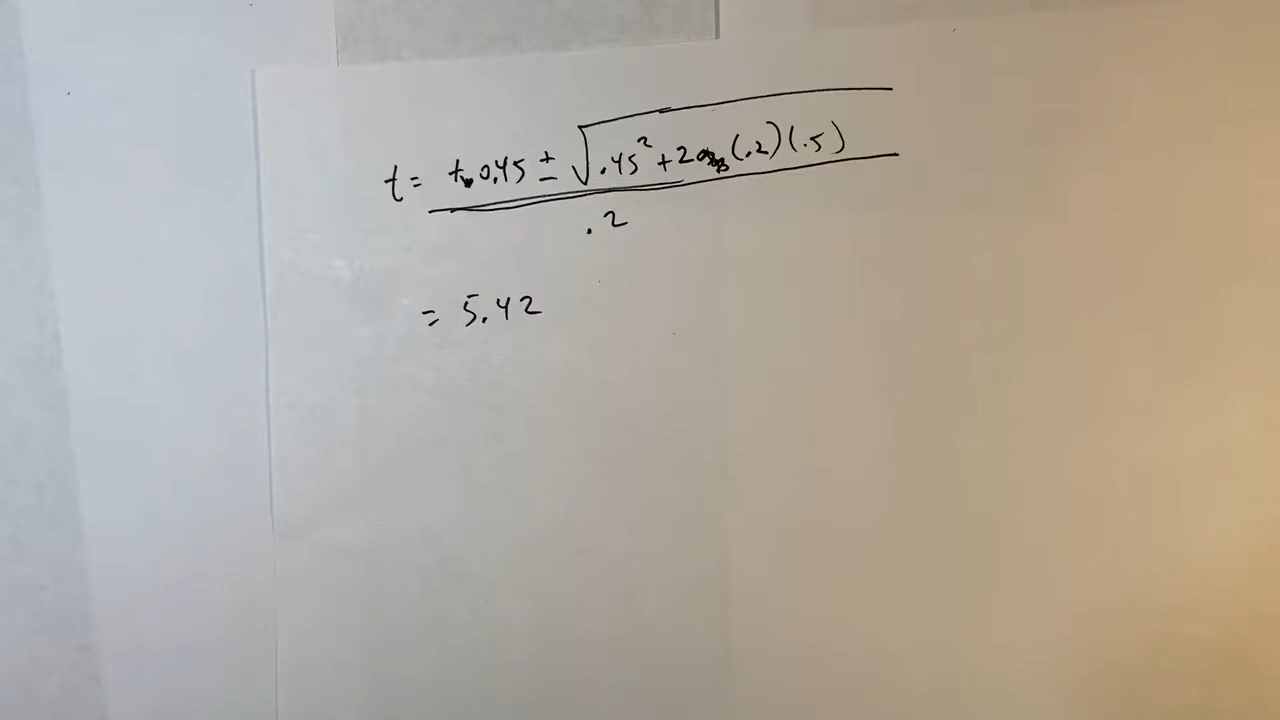 t = +0.45 ± √.45² + 2 (.2)(.5)
.2
= 5.42